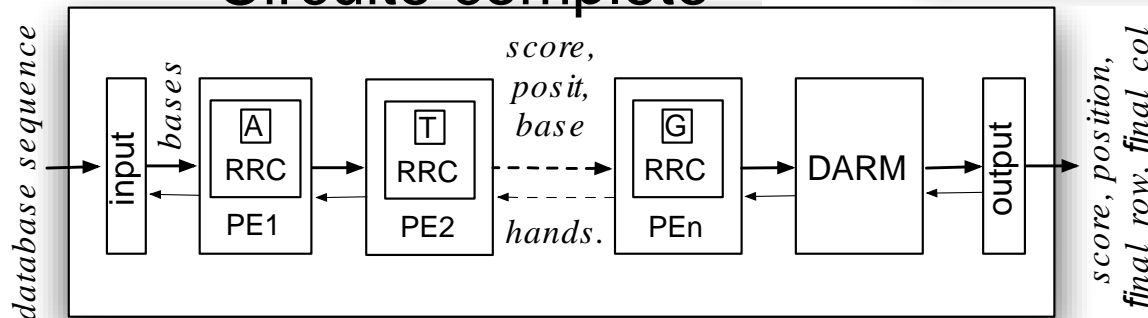 Circuito completo
database sequence
input
bases
A
RRC
PE1
T
RRC
PE2
score,
posit,
base
hands.
G
RRC
PEn
DARM
output
score, position,
final row, final col